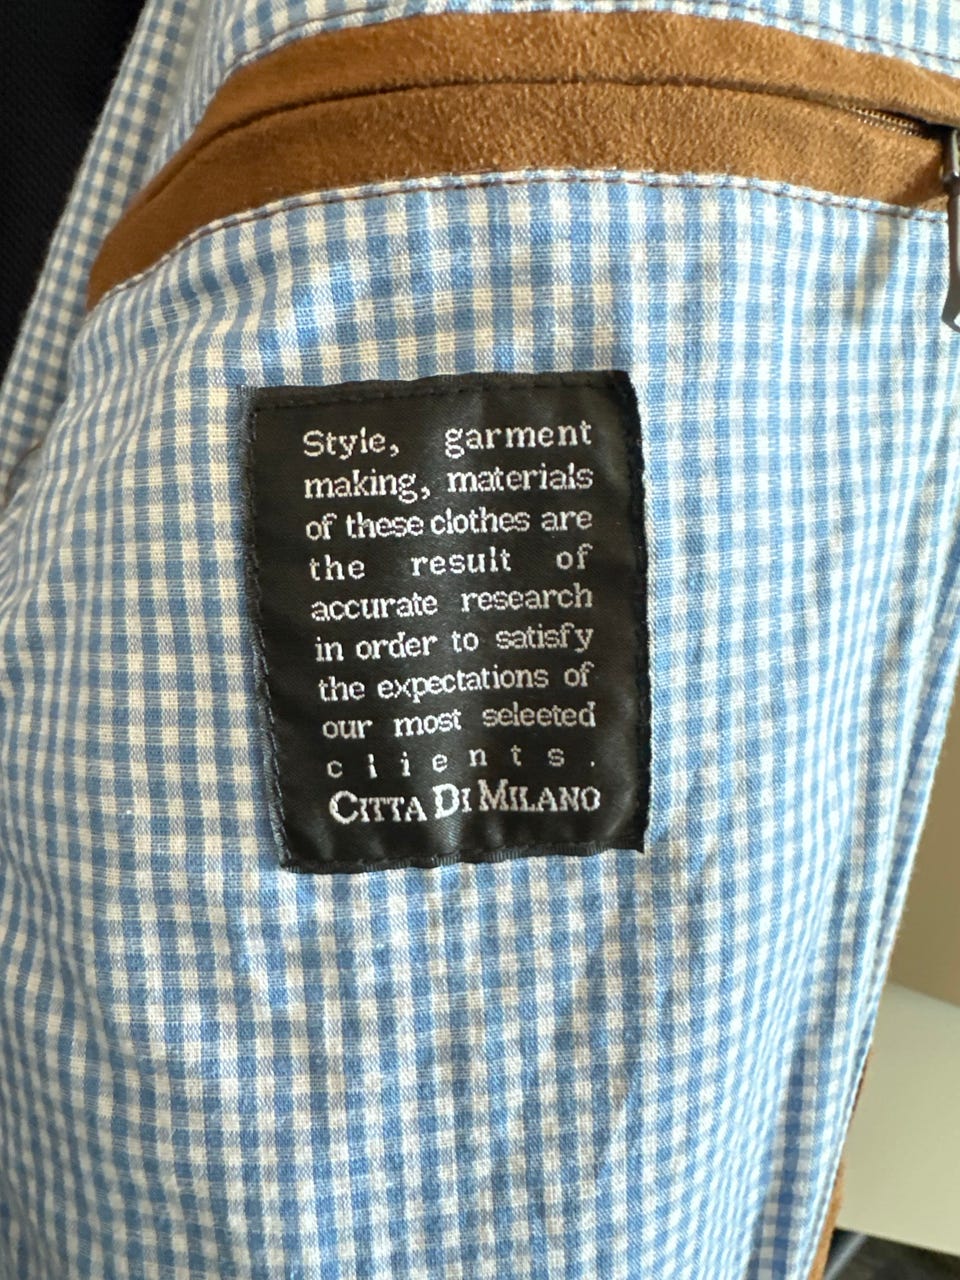 Style, garment
making, materials
of these clothes are
the result of
accurate research
in order to satisfy
the expectations of
our most seleeted
clients.
CITTA DI MILANO